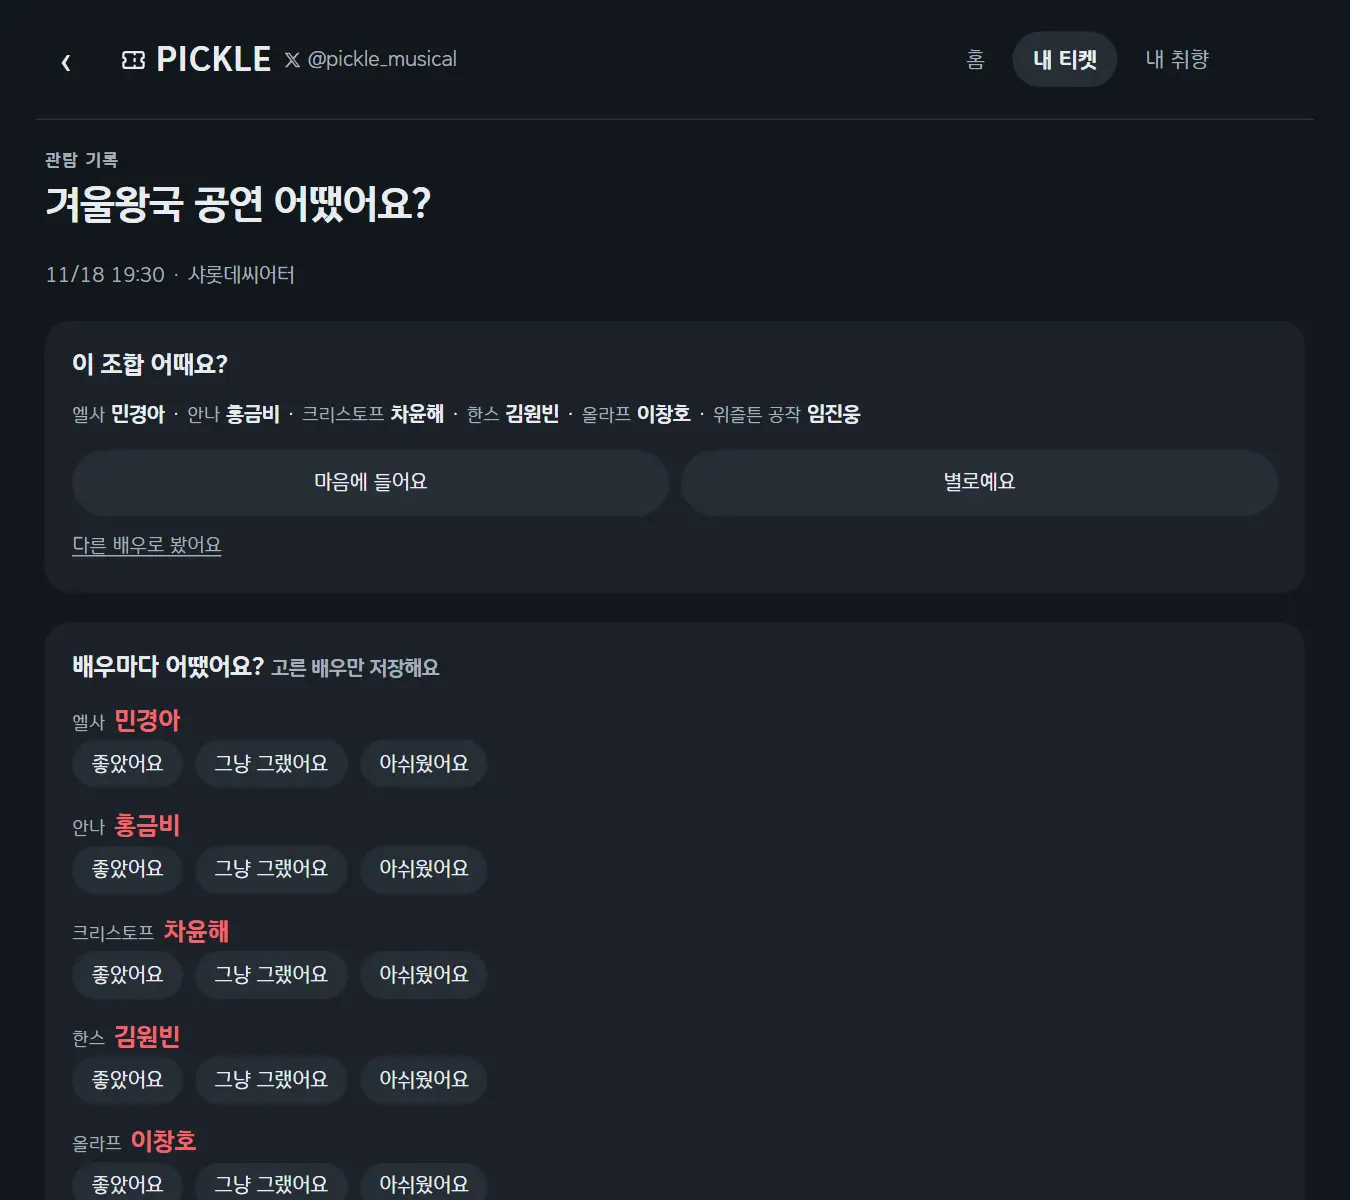 ‹ PICKLE X @pickle_musical 홈 내 티켓 내 취향
관람 기록
겨울왕국 공연 어땠어요?
11/18 19:30 · 샤롯데씨어터
이 조합 어때요?
엘사 민경아 · 안나 홍금비 · 크리스토프 차윤해 · 한스 김원빈 · 올라프 이창호 · 위즐튼 공작 임진웅
마음에 들어요 별로예요
다른 배우로 봤어요
배우마다 어땠어요? 고른 배우만 저장해요
엘사 민경아
좋았어요 그냥 그랬어요 아쉬웠어요
안나 홍금비
좋았어요 그냥 그랬어요 아쉬웠어요
크리스토프 차윤해
좋았어요 그냥 그랬어요 아쉬웠어요
한스 김원빈
좋았어요 그냥 그랬어요 아쉬웠어요
올라프 이창호
좋았어요 그냥 그랬어요 아쉬웠어요